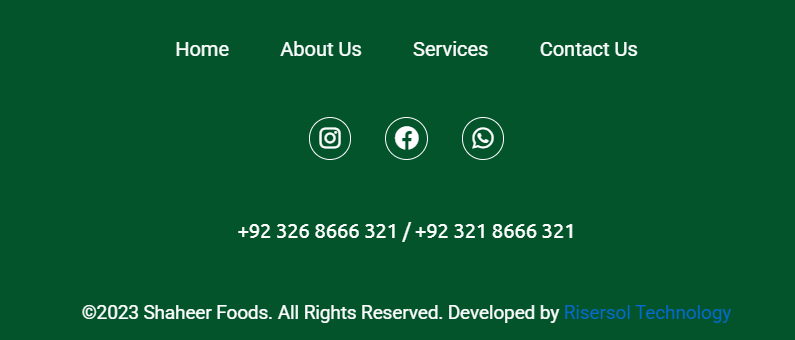 Home About Us Services Contact Us
+92 326 8666 321 / +92 321 8666 321
©2023 Shaheer Foods. All Rights Reserved. Developed by Risersol Technology